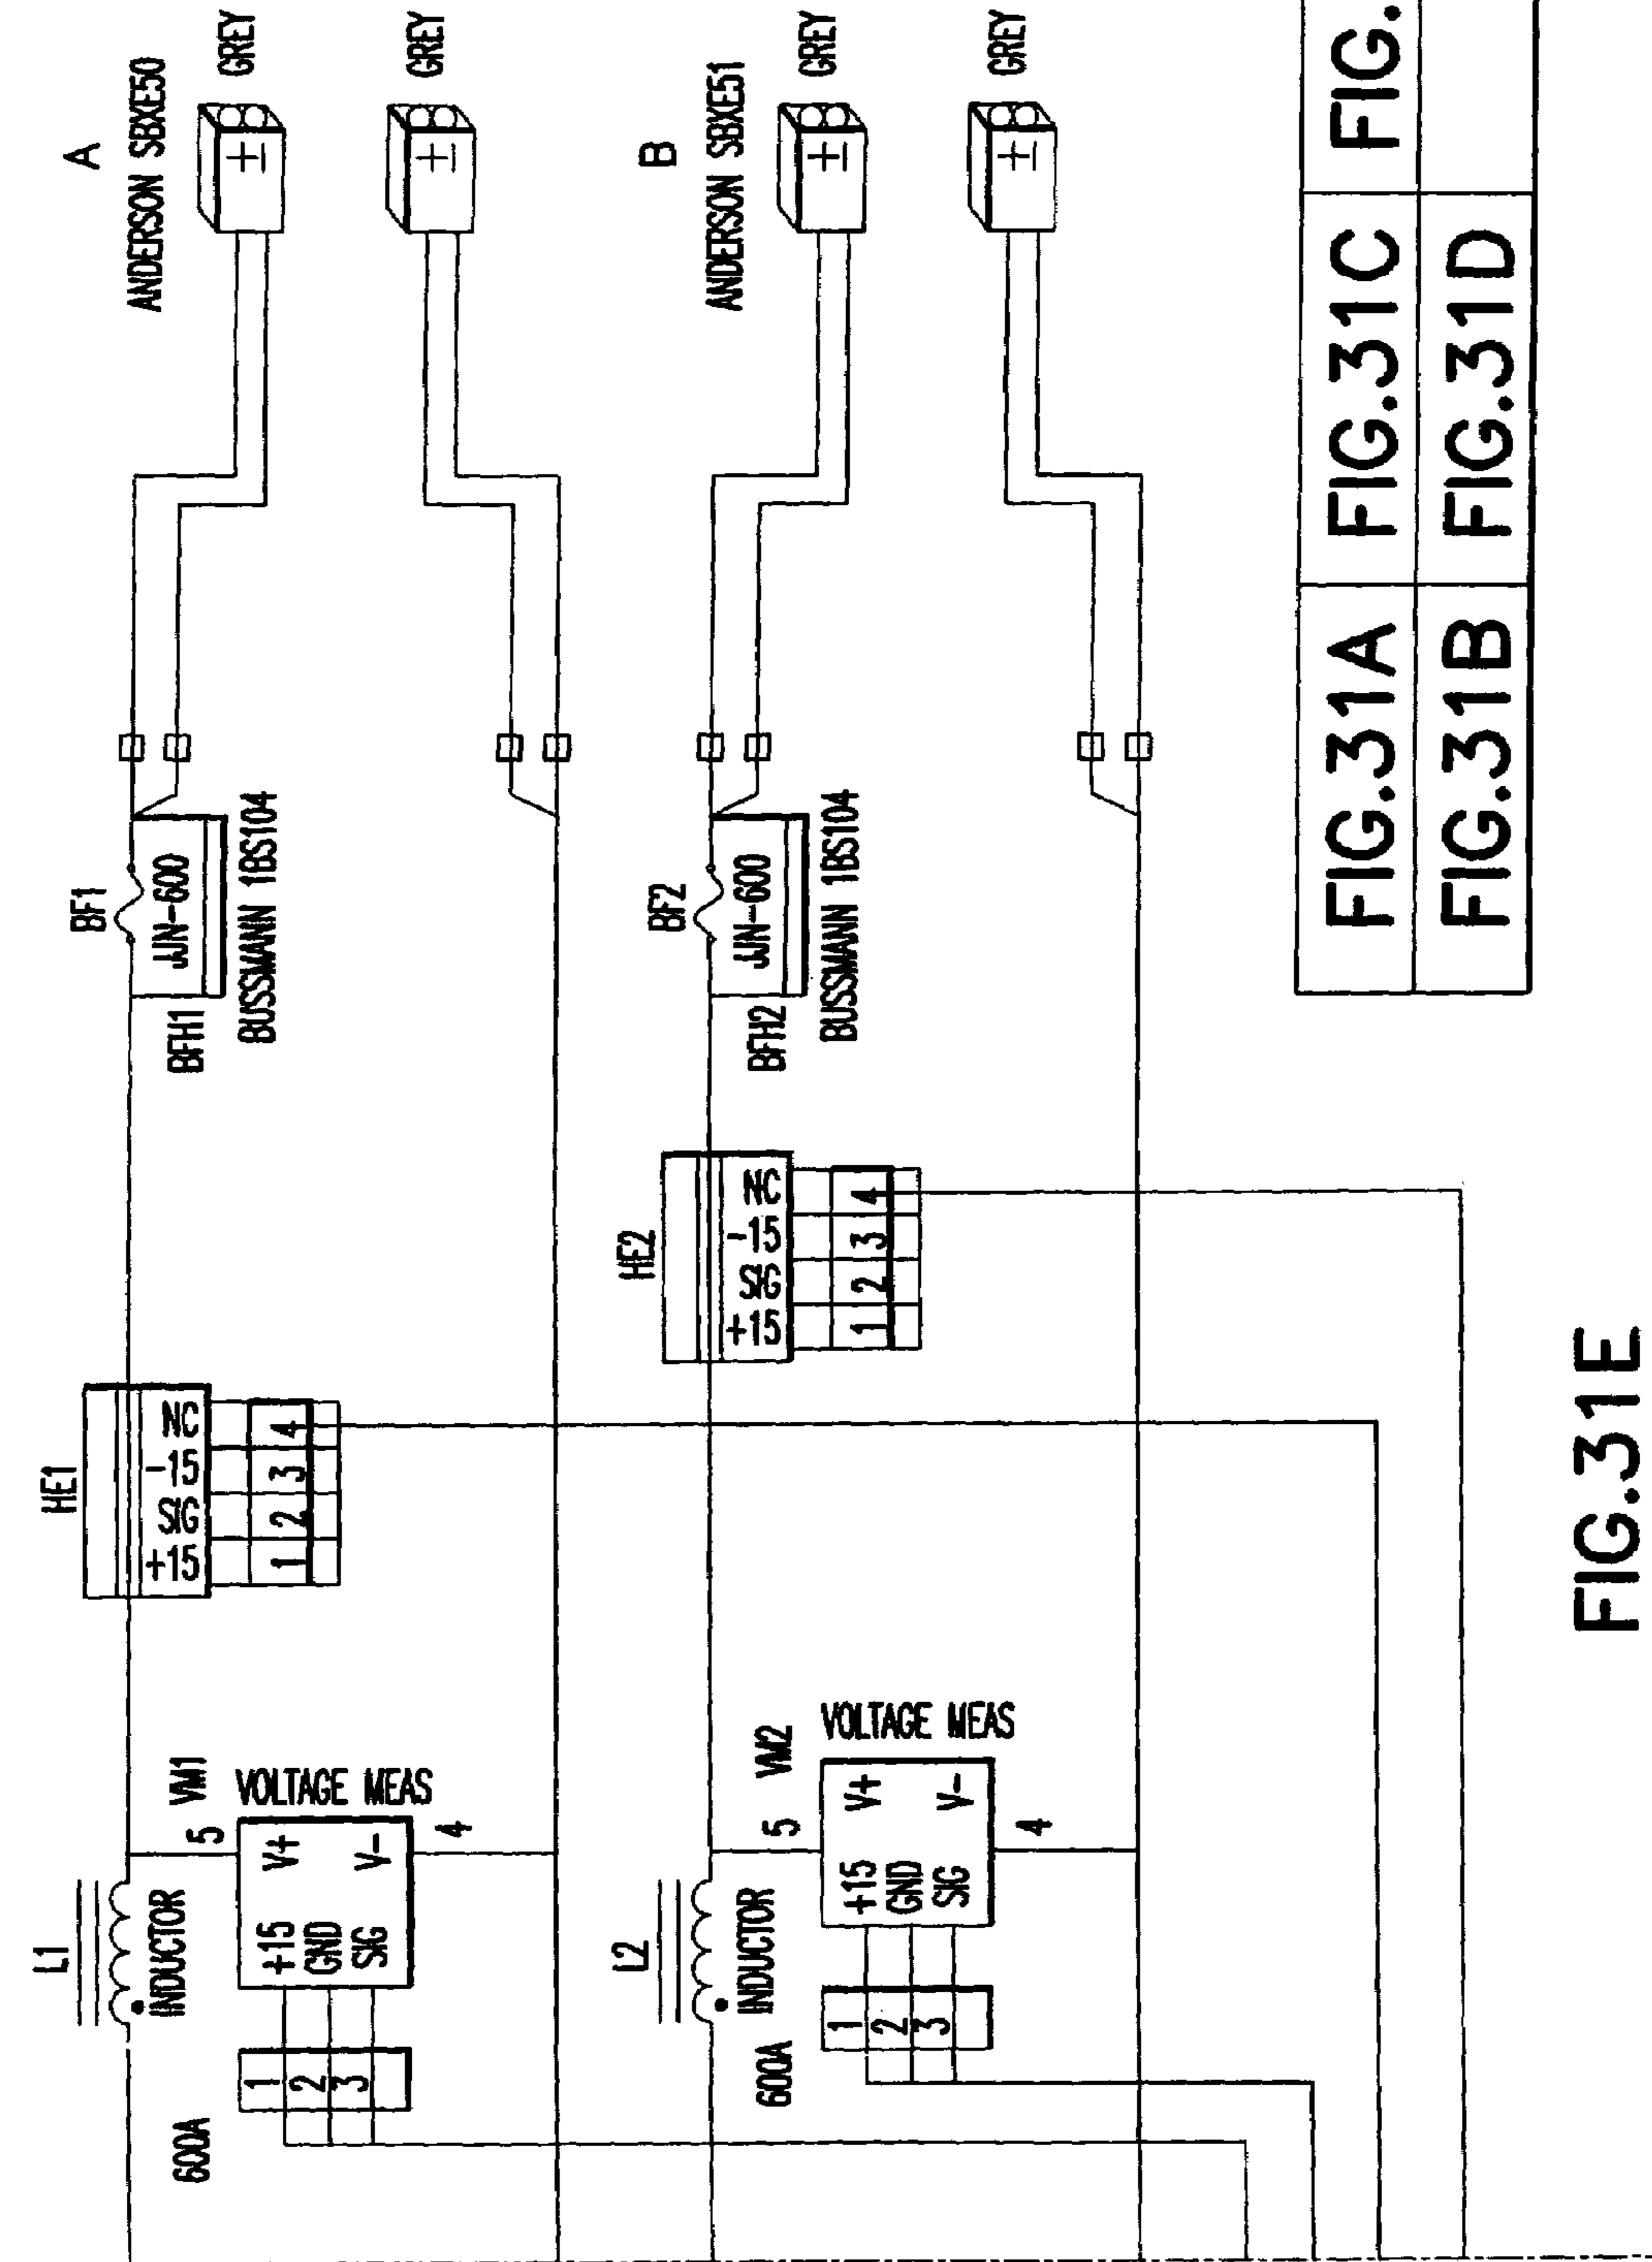 A
ANDERSON SBXE50
+ -
GREY
+ -
GREY
BF1
JJN-600
BFH1
BUSSMANN 1BS104
HE1
+15 SIG -15 NC
1 2 3 4
L1
INDUCTOR
VM1
VOLTAGE MEAS
5
+15 V+
GND
SIG V-
4
1
2
3
600A
B
ANDERSON SBXE51
+ -
GREY
+ -
GREY
BF2
JJN-600
BFH2
BUSSMANN 1BS104
HE2
+15 SIG -15 NC
1 2 3 4
L2
INDUCTOR
VM2
VOLTAGE MEAS
5
+15 V+
GND
SIG V-
4
1
2
3
600A
FIG.31A FIG.31C FIG.
FIG.31B FIG.31D
FIG.31E